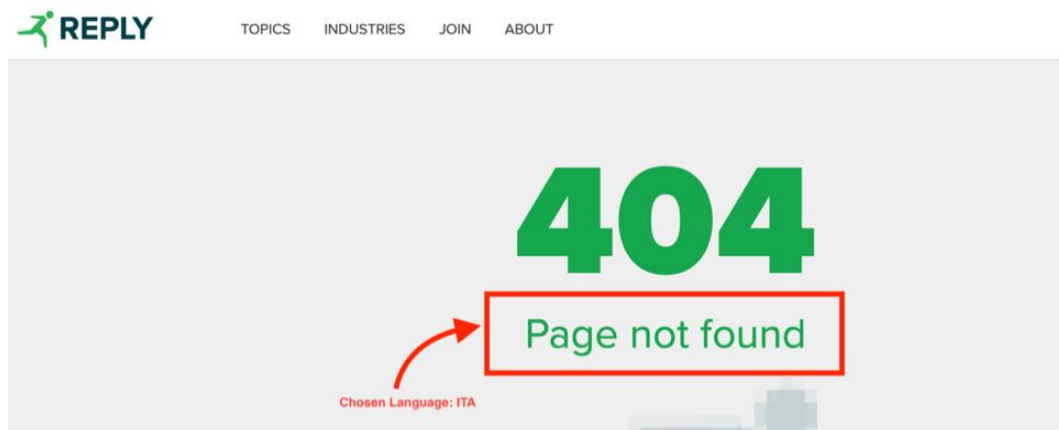 REPLY
TOPICS INDUSTRIES JOIN ABOUT
404
Page not found
Chosen Language: ITA